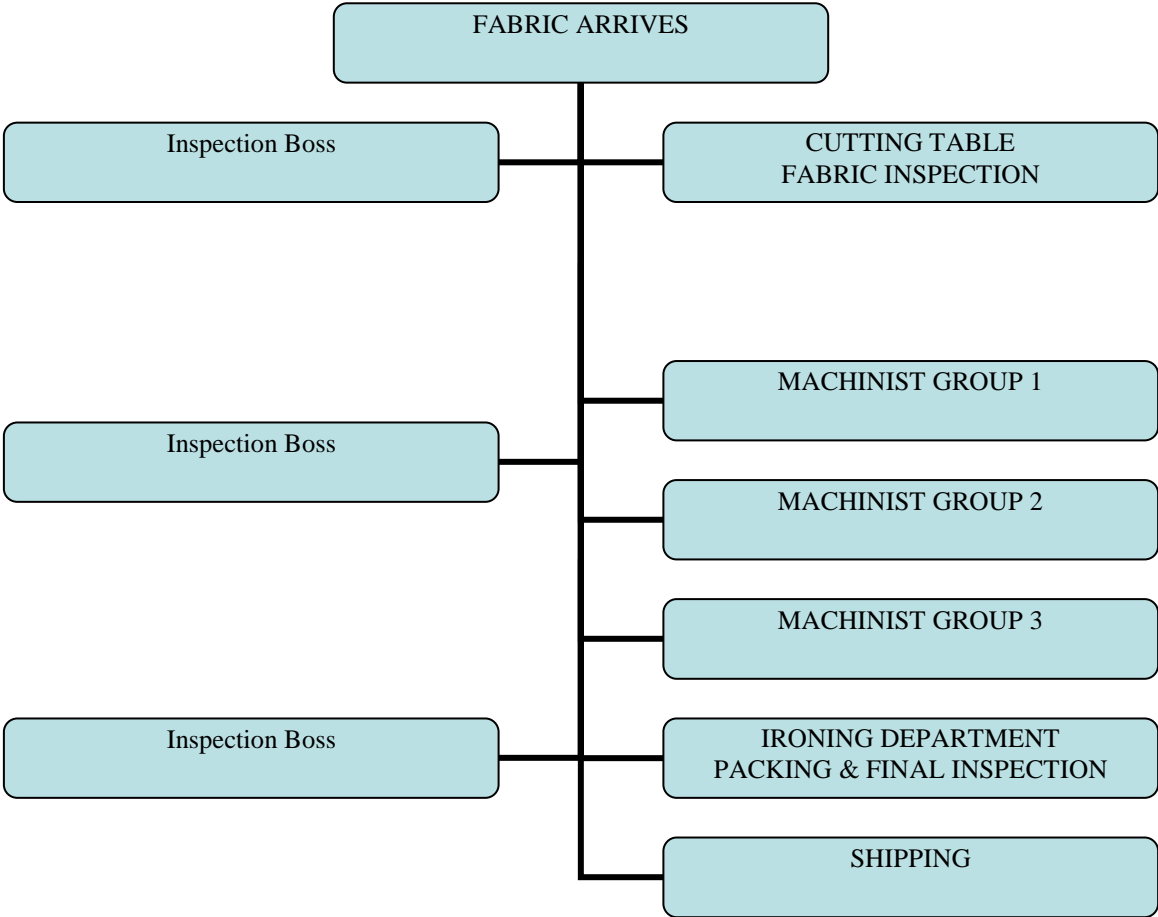 FABRIC ARRIVES
Inspection Boss
CUTTING TABLE
FABRIC INSPECTION
MACHINIST GROUP 1
Inspection Boss
MACHINIST GROUP 2
MACHINIST GROUP 3
Inspection Boss
IRONING DEPARTMENT
PACKING & FINAL INSPECTION
SHIPPING